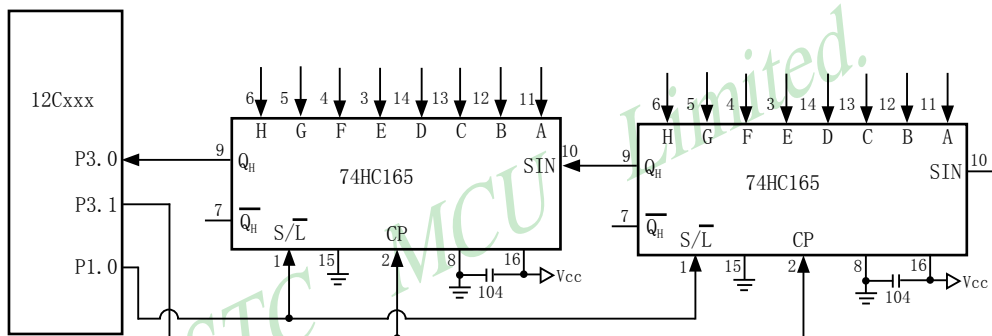 12Cxxx
P3.0
P3.1
P1.0
6 5 4 3 14 13 12 11
H G F E D C B A
9 QH
74HC165
SIN 10
7 Q̅H̅
S/L̅
CP
1 15 2 8 16
104
Vcc
6 5 4 3 14 13 12 11
H G F E D C B A
9 QH
74HC165
SIN 10
7 Q̅H̅
S/L̅
CP
1 15 2 8 16
104
Vcc
STC MCU Limited.